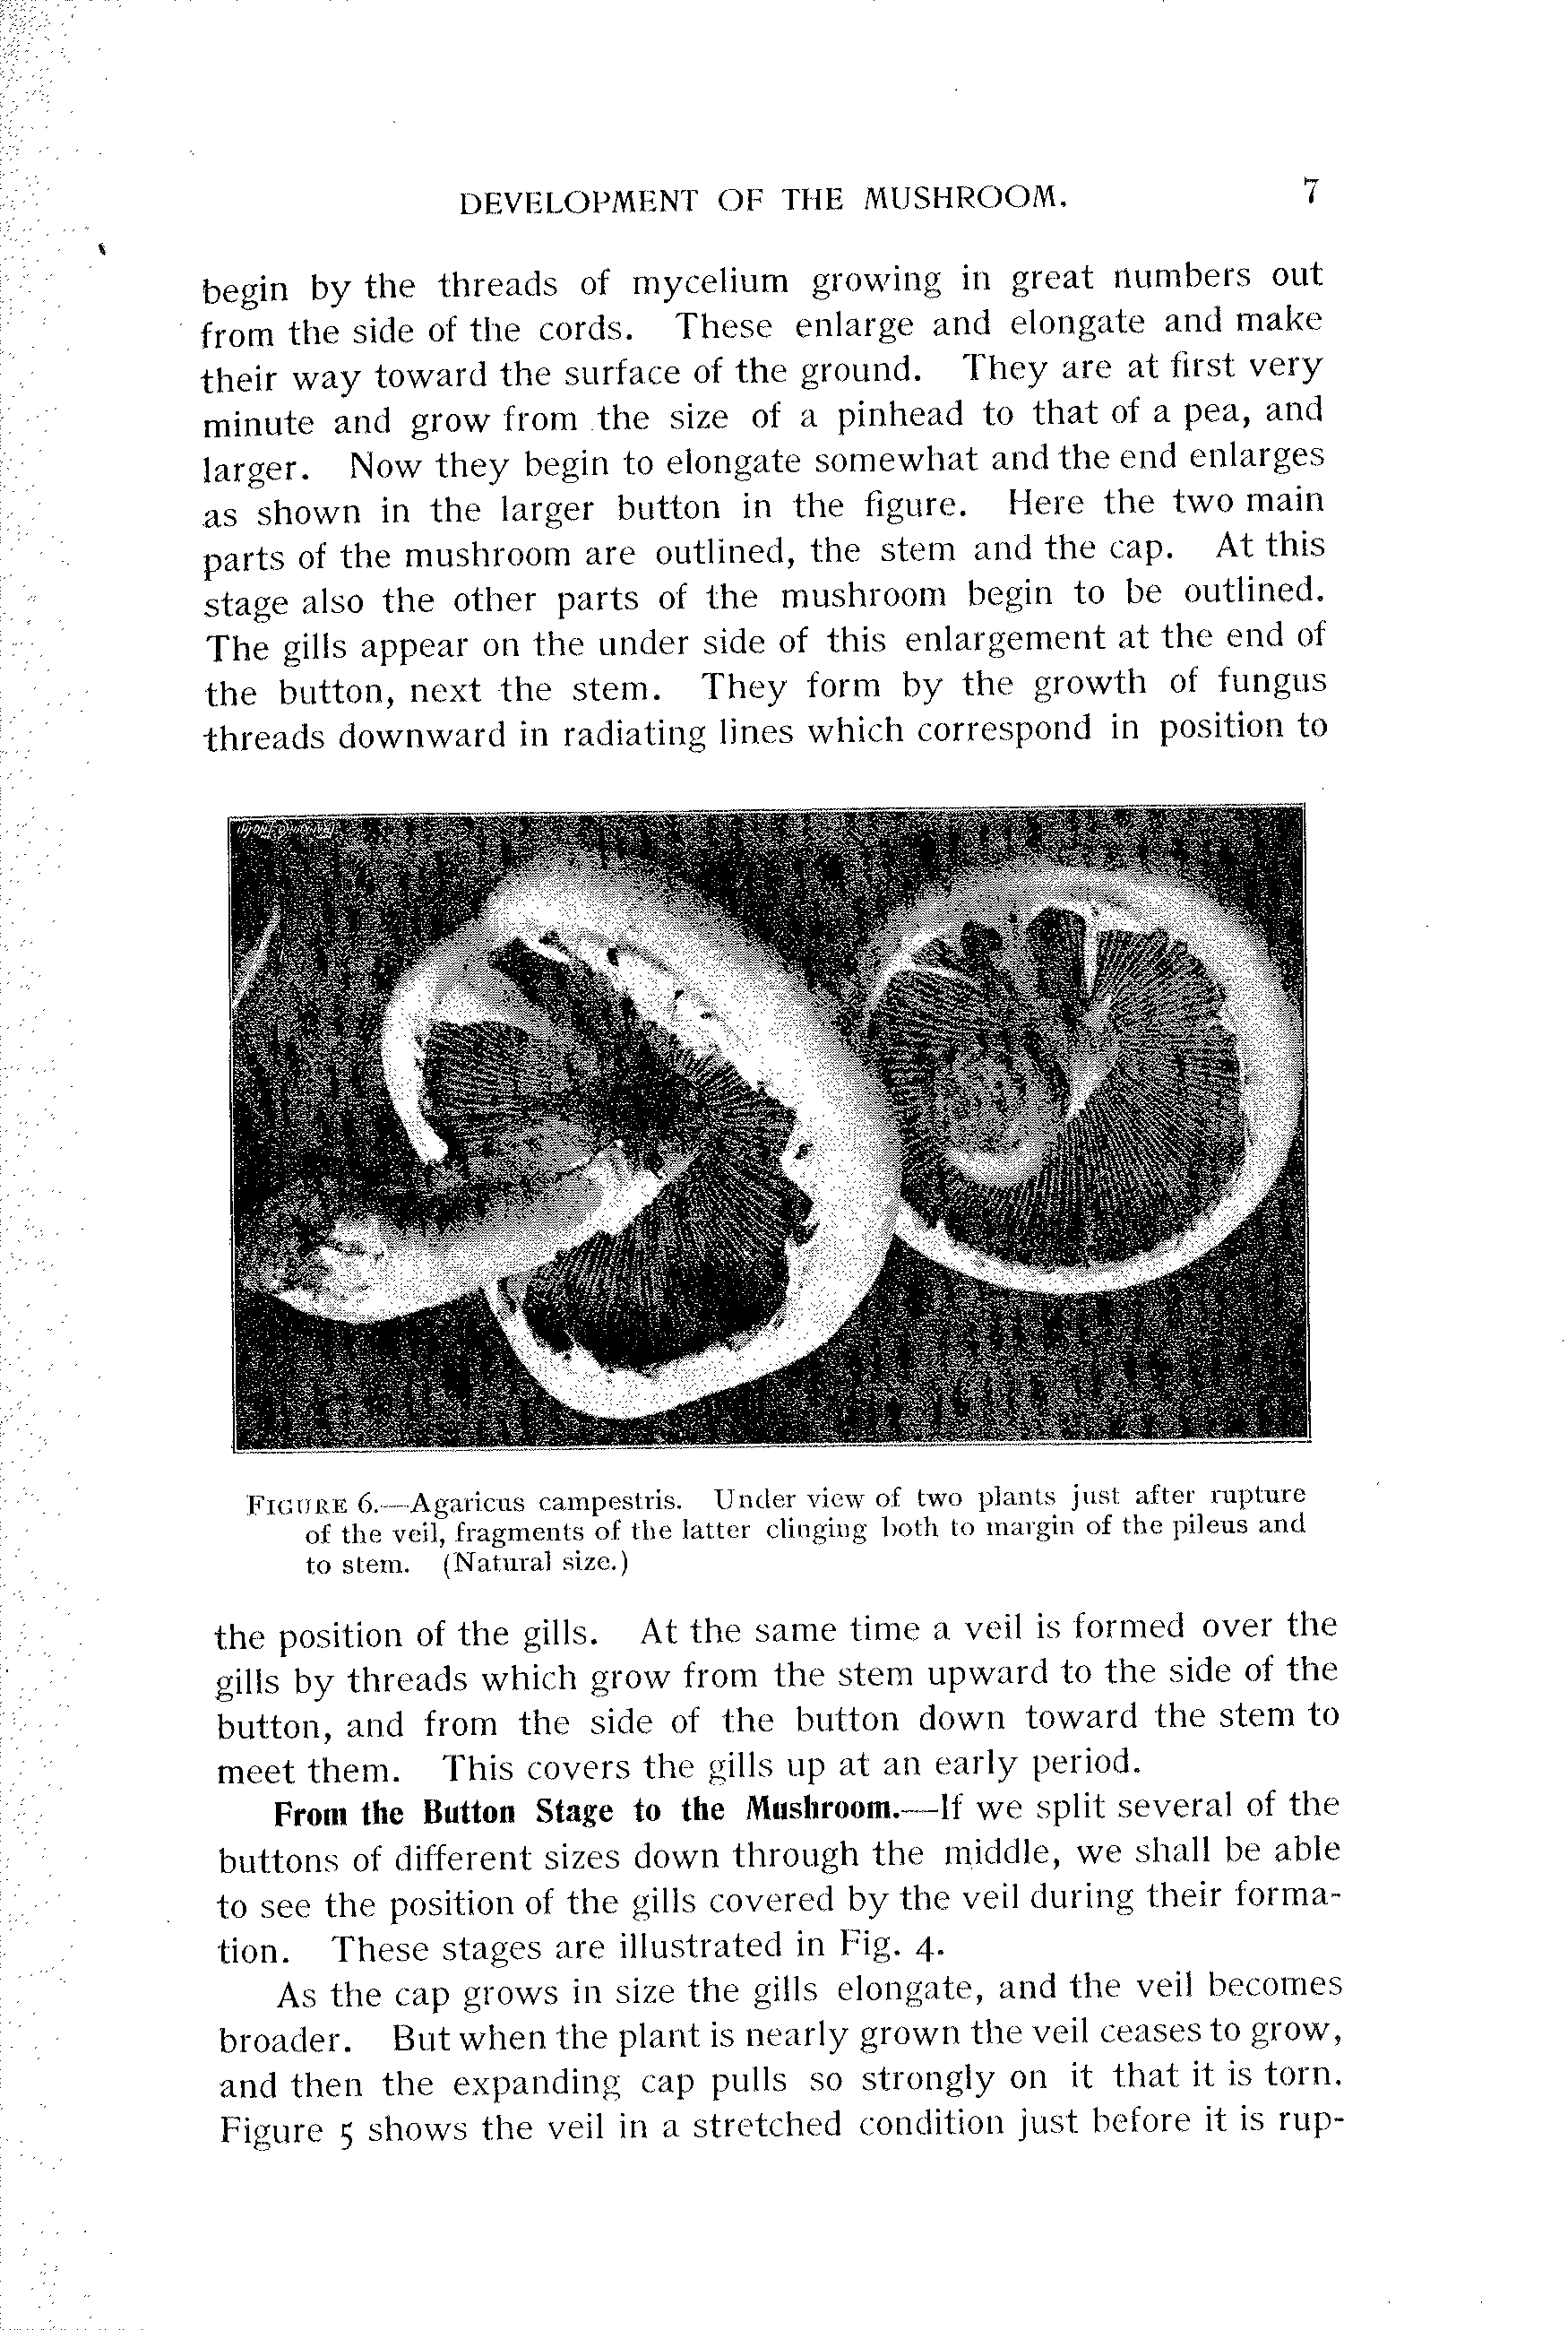 DEVELOPMENT OF THE MUSHROOM. 7
begin by the threads of mycelium growing in great numbers out
from the side of the cords. These enlarge and elongate and make
their way toward the surface of the ground. They are at first very
minute and grow from the size of a pinhead to that of a pea, and
larger. Now they begin to elongate somewhat and the end enlarges
as shown in the larger button in the figure. Here the two main
parts of the mushroom are outlined, the stem and the cap. At this
stage also the other parts of the mushroom begin to be outlined.
The gills appear on the under side of this enlargement at the end of
the button, next the stem. They form by the growth of fungus
threads downward in radiating lines which correspond in position to
FIGURE 6.—Agaricus campestris. Under view of two plants just after rupture
of the veil, fragments of the latter clinging both to margin of the pileus and
to stem. (Natural size.)
the position of the gills. At the same time a veil is formed over the
gills by threads which grow from the stem upward to the side of the
button, and from the side of the button down toward the stem to
meet them. This covers the gills up at an early period.
From the Button Stage to the Mushroom.—If we split several of the
buttons of different sizes down through the middle, we shall be able
to see the position of the gills covered by the veil during their forma-
tion. These stages are illustrated in Fig. 4.
As the cap grows in size the gills elongate, and the veil becomes
broader. But when the plant is nearly grown the veil ceases to grow,
and then the expanding cap pulls so strongly on it that it is torn.
Figure 5 shows the veil in a stretched condition just before it is rup-